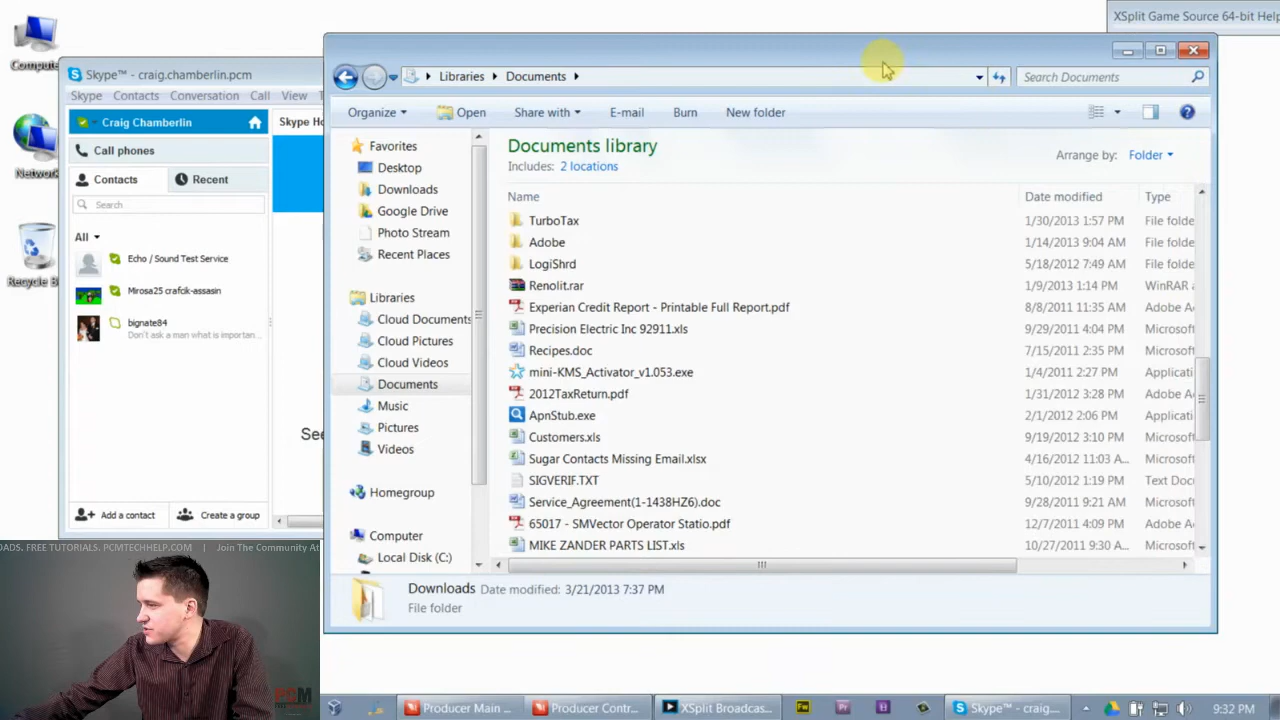 XSplit Game Source 64-bit Help
Skype™ - craig.chamberlin.pcm
Skype Contacts Conversation Call View
Craig Chamberlin
Skype Ho
Call phones
Contacts Recent
Search
All
Echo / Sound Test Service
Mirosa25 crafcik-assasin
bignate84
Don't ask a man what is importan...
Add a contact Create a group
See
Libraries Documents
Search Documents
Organize Open Share with E-mail Burn New folder
Favorites
Desktop
Downloads
Google Drive
Photo Stream
Recent Places
Libraries
Cloud Documents
Cloud Pictures
Cloud Videos
Documents
Music
Pictures
Videos
Homegroup
Computer
Local Disk (C:)
Documents library
Includes: 2 locations
Arrange by: Folder
Name Date modified Type
TurboTax 1/30/2013 1:57 PM File folde
Adobe 1/14/2013 9:04 AM File folde
LogiShrd 5/18/2012 7:49 AM File folde
Renolit.rar 1/9/2013 1:14 PM WinRAR
Experian Credit Report - Printable Full Report.pdf 8/8/2011 11:35 AM Adobe A
Precision Electric Inc 92911.xls 9/29/2011 4:04 PM Microsof
Recipes.doc 7/15/2011 2:35 PM Microsof
mini-KMS_Activator_v1.053.exe 1/4/2011 2:27 PM Applicati
2012TaxReturn.pdf 1/31/2012 3:28 PM Adobe A
ApnStub.exe 2/1/2012 2:06 PM Applicati
Customers.xls 9/19/2012 3:10 PM Microsof
Sugar Contacts Missing Email.xlsx 4/16/2012 11:03 A... Microsof
SIGVERIF.TXT 5/10/2012 1:19 PM Text Doc
Service_Agreement(1-1438HZ6).doc 9/28/2011 9:21 AM Microsof
65017 - SMVector Operator Statio.pdf 12/7/2011 4:09 PM Adobe A
MIKE ZANDER PARTS LIST.xls 10/27/2011 9:30 A... Microsof
Downloads Date modified: 3/21/2013 7:37 PM
File folder
Compute
Network
Recycle B
OADS. FREE TUTORIALS. PCMTECHHELP.COM | Join The Community At
PCM
Producer Main ... Producer Contr... XSplit Broadcas... Skype™ - craig....
9:32 PM